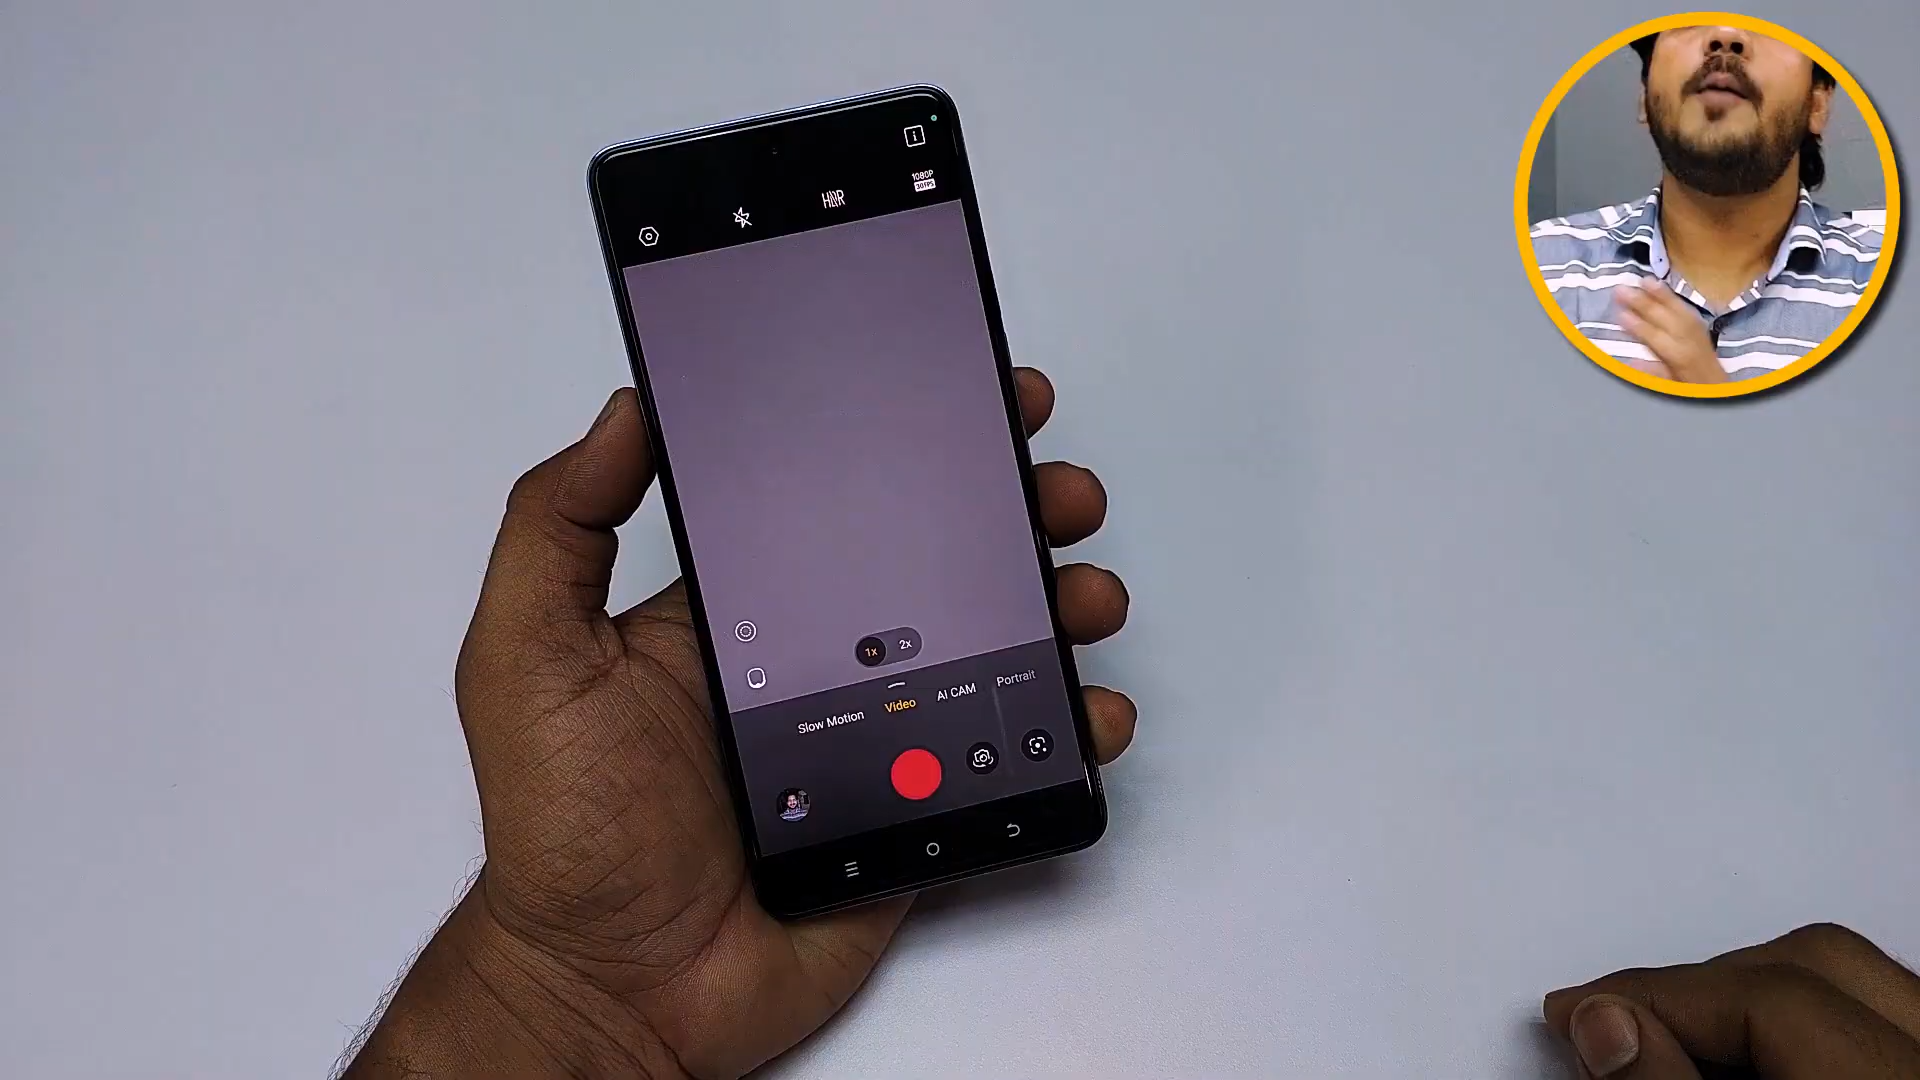 HDR
1080P
30FPS
1x
2x
Slow Motion
Video
AI CAM
Portrait